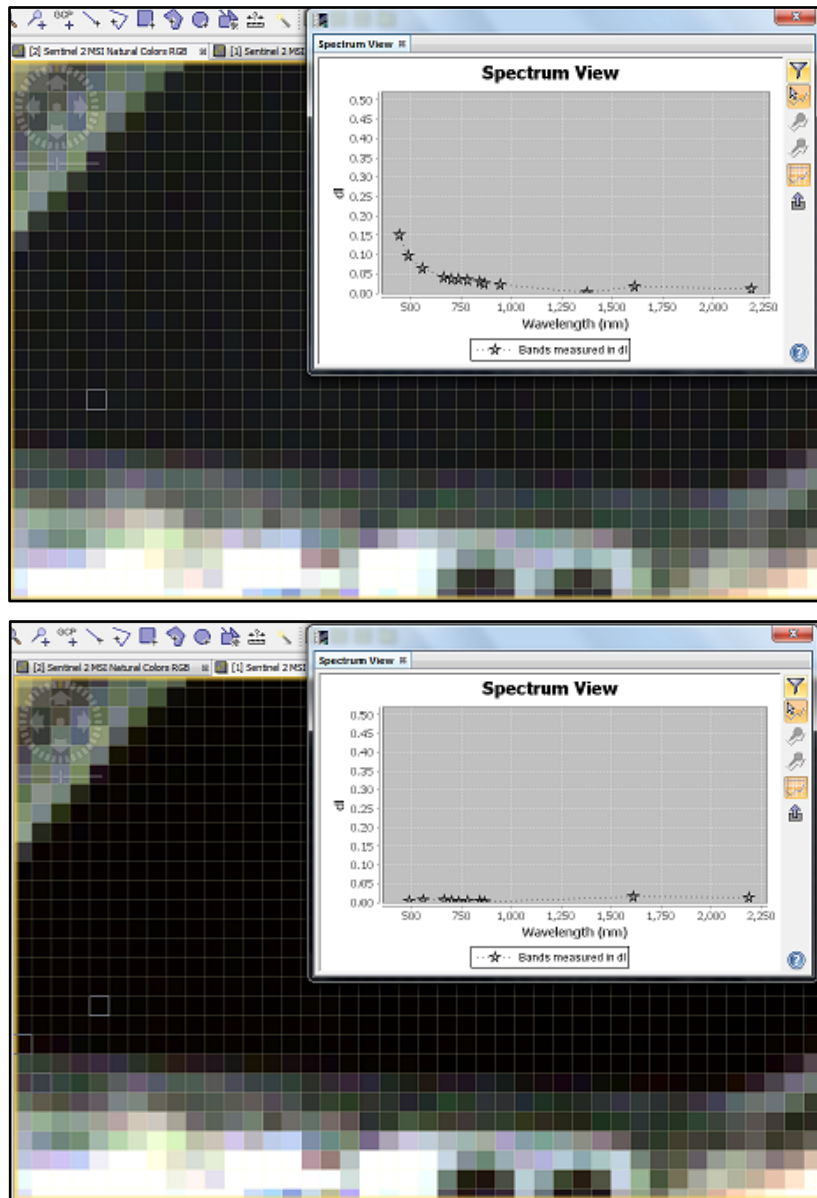 GCP
[2] Sentinel 2 MSI Natural Colors RGB
[1] Sentinel 2 MSI
Spectrum View
Spectrum View
0.50
0.45
0.40
0.35
0.30
0.25
0.20
0.15
0.10
0.05
0.00
dl
500 750 1,000 1,250 1,500 1,750 2,000 2,250
Wavelength (nm)
Bands measured in dl
GCP
[2] Sentinel 2 MSI Natural Colors RGB
[1] Sentinel 2 MSI
Spectrum View
Spectrum View
0.50
0.45
0.40
0.35
0.30
0.25
0.20
0.15
0.10
0.05
0.00
dl
500 750 1,000 1,250 1,500 1,750 2,000 2,250
Wavelength (nm)
Bands measured in dl